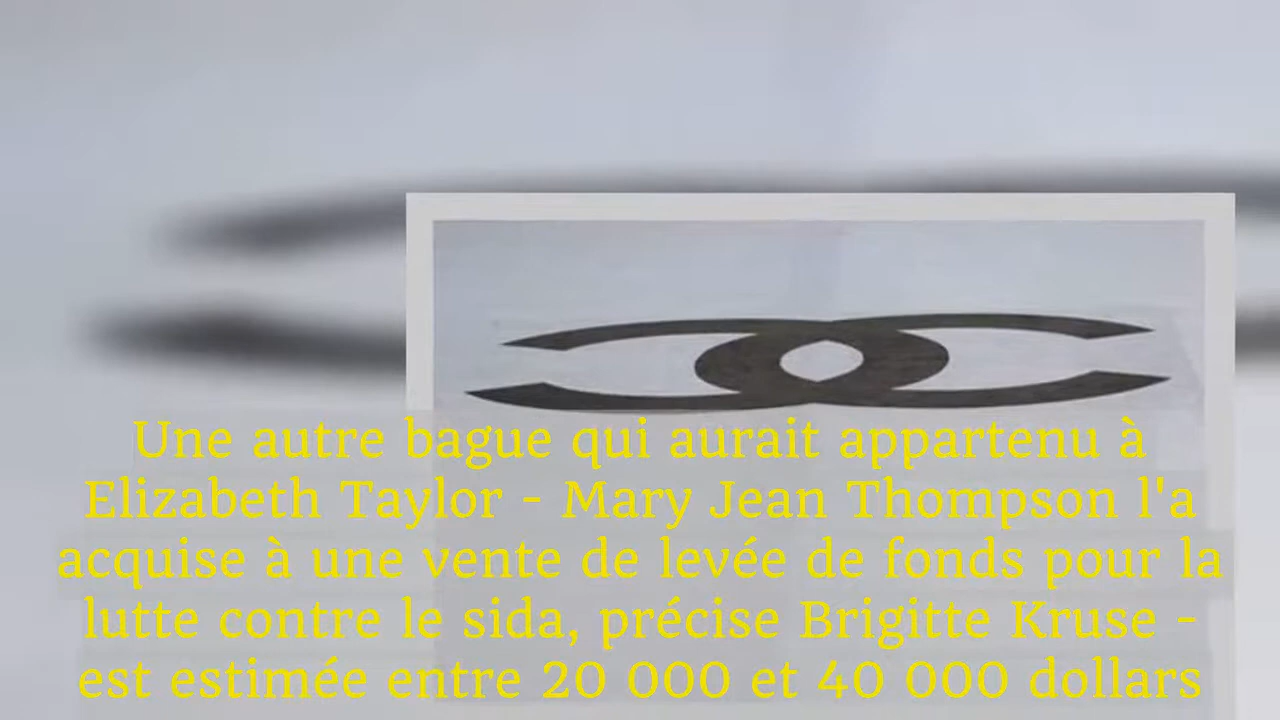 Une autre bague qui aurait appartenu à
Elizabeth Taylor - Mary Jean Thompson l'a
acquise à une vente de levée de fonds pour la
lutte contre le sida, précise Brigitte Kruse -
est estimée entre 20 000 et 40 000 dollars